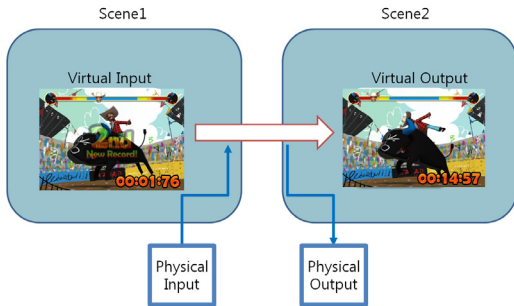 Scene1
Scene2
Virtual Input
Virtual Output
2nd
New Record!
00:01:76
00:14:57
Physical
Input
Physical
Output